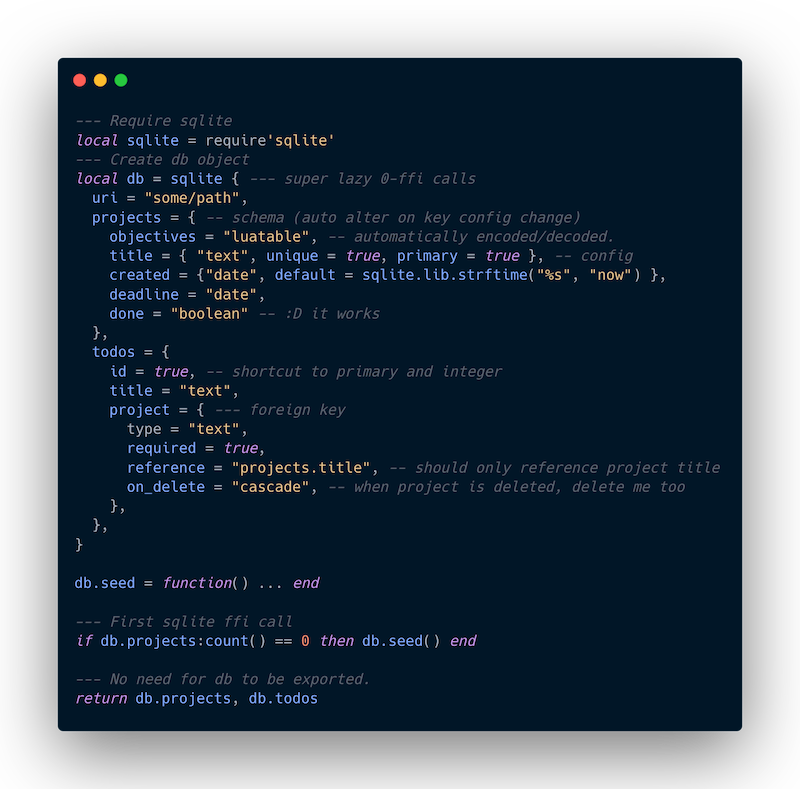 --- Require sqlite
local sqlite = require'sqlite'
--- Create db object
local db = sqlite { --- super lazy 0-ffi calls
  uri = "some/path",
  projects = { -- schema (auto alter on key config change)
    objectives = "luatable", -- automatically encoded/decoded.
    title = { "text", unique = true, primary = true }, -- config
    created = {"date", default = sqlite.lib.strftime("%s", "now") },
    deadline = "date",
    done = "boolean" -- :D it works
  },
  todos = {
    id = true, -- shortcut to primary and integer
    title = "text",
    project = { --- foreign key
      type = "text",
      required = true,
      reference = "projects.title", -- should only reference project title
      on_delete = "cascade", -- when project is deleted, delete me too
    },
  },
}

db.seed = function() ... end

--- First sqlite ffi call
if db.projects:count() == 0 then db.seed() end

--- No need for db to be exported.
return db.projects, db.todos